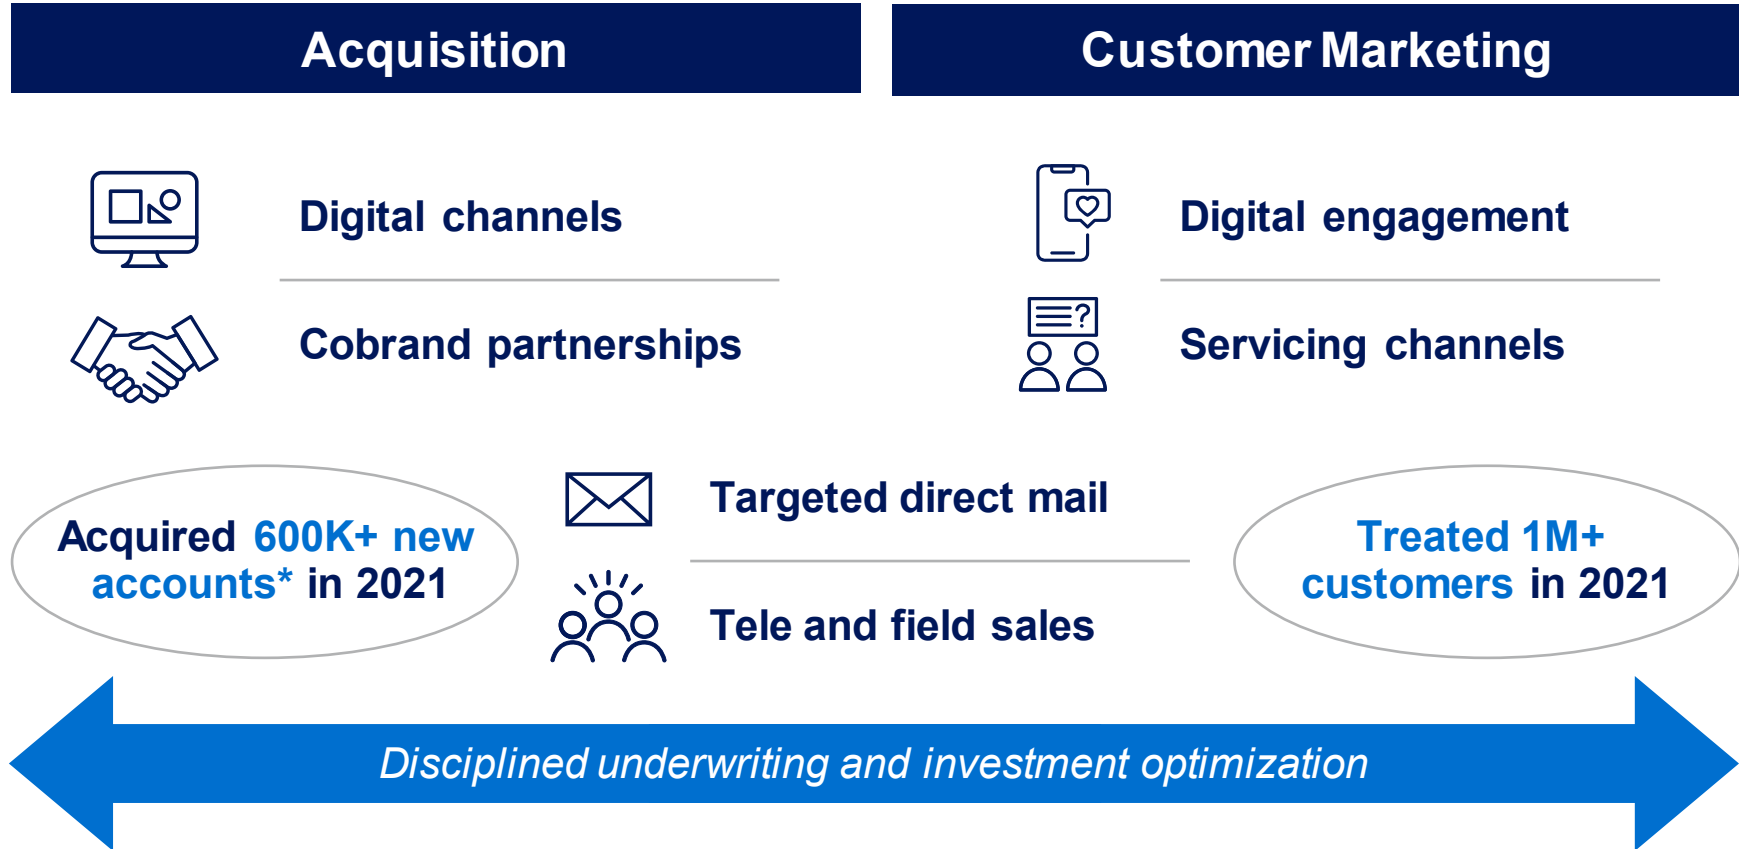 Acquisition
Customer Marketing
Digital channels
Cobrand partnerships
Digital engagement
?
Servicing channels
Acquired 600K+ new
accounts* in 2021
Targeted direct mail
Tele and field sales
Treated 1M+
customers in 2021
Disciplined underwriting and investment optimization